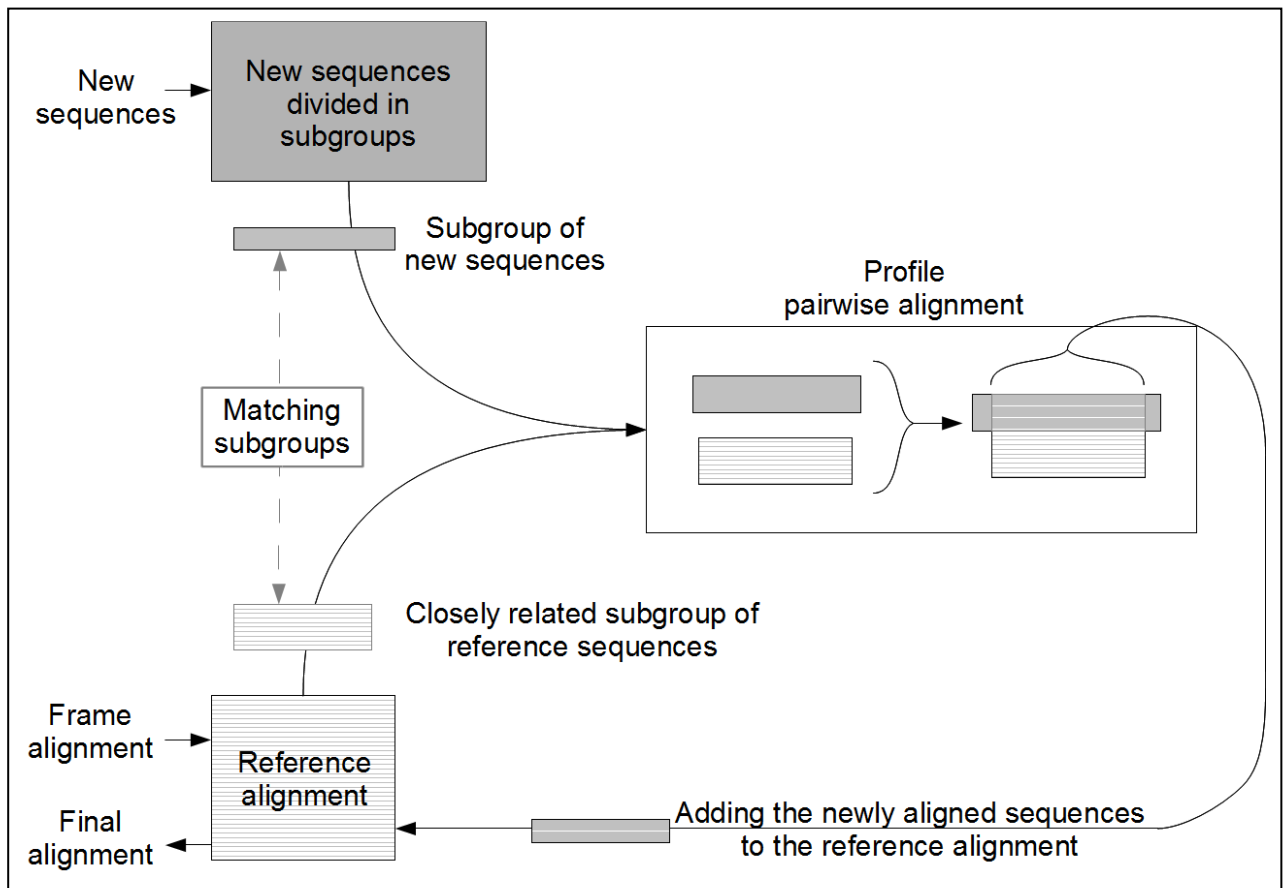 New
sequences
New sequences
divided in
subgroups
Subgroup of
new sequences
Profile
pairwise alignment
Matching
subgroups
Closely related subgroup of
reference sequences
Frame
alignment
Reference
alignment
Final
alignment
Adding the newly aligned sequences
to the reference alignment